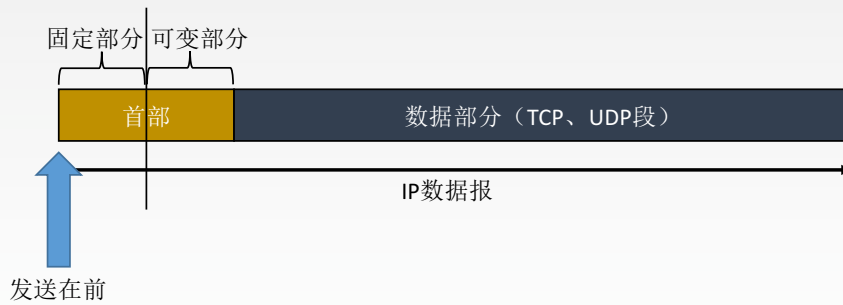 固定部分 可变部分
首部 数据部分（TCP、UDP段）
IP数据报
发送在前